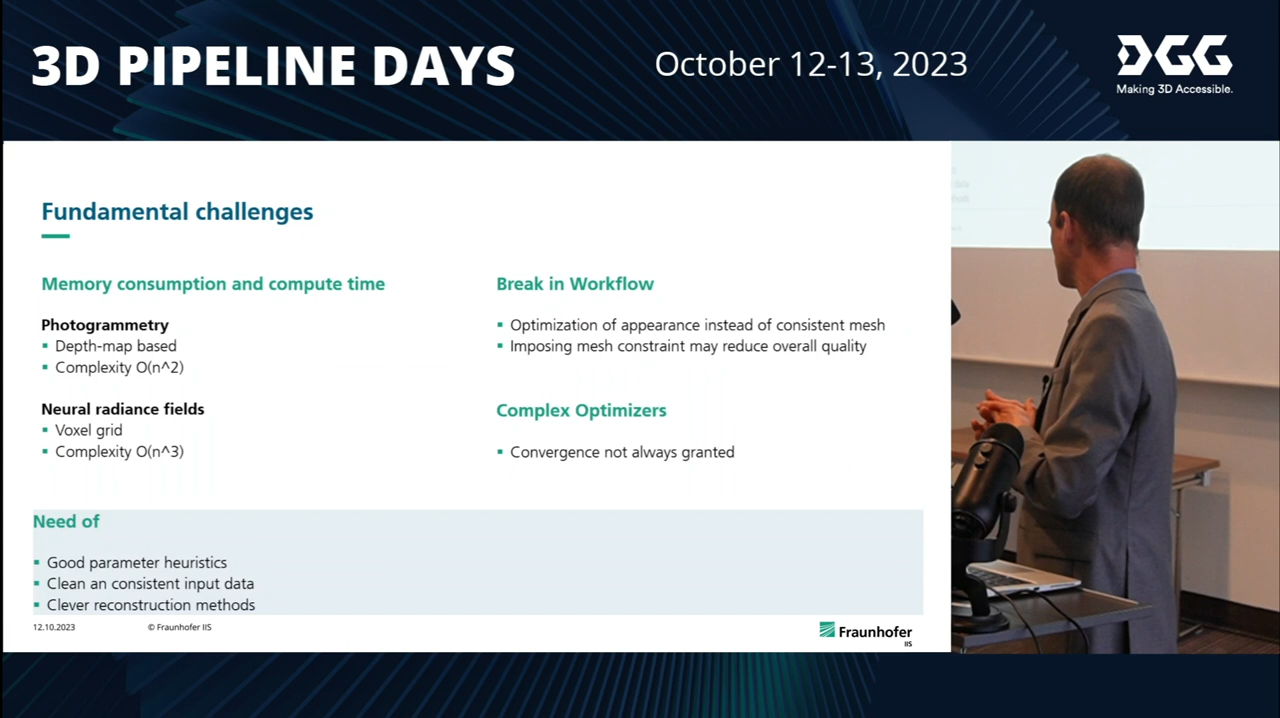 3D PIPELINE DAYS
October 12-13, 2023
DGG
Making 3D Accessible.
Fundamental challenges
Memory consumption and compute time
Photogrammetry
▪ Depth-map based
▪ Complexity O(n^2)
Neural radiance fields
▪ Voxel grid
▪ Complexity O(n^3)
Break in Workflow
▪ Optimization of appearance instead of consistent mesh
▪ Imposing mesh constraint may reduce overall quality
Complex Optimizers
▪ Convergence not always granted
Need of
▪ Good parameter heuristics
▪ Clean an consistent input data
▪ Clever reconstruction methods
12.10.2023
© Fraunhofer IIS
Fraunhofer
IIS